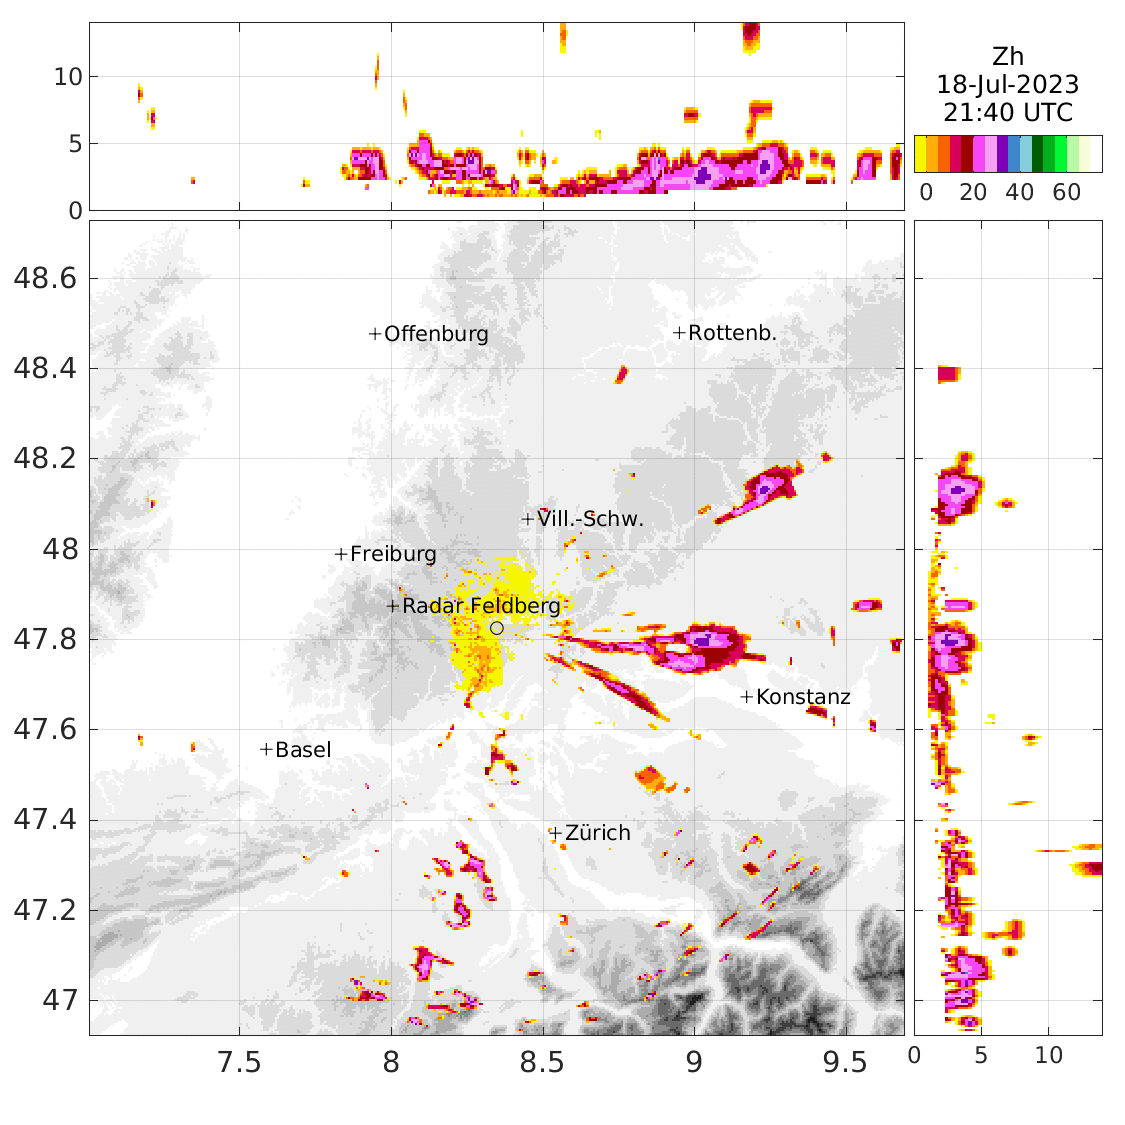 Zh
18-Jul-2023
21:40 UTC
10
5
0
0 20 40 60
48.6
48.4
48.2
48
47.8
47.6
47.4
47.2
47
Offenburg
Rottenb.
Vill.-Schw.
Freiburg
Radar Feldberg
Konstanz
Basel
Zürich
7.5 8 8.5 9 9.5
0 5 10